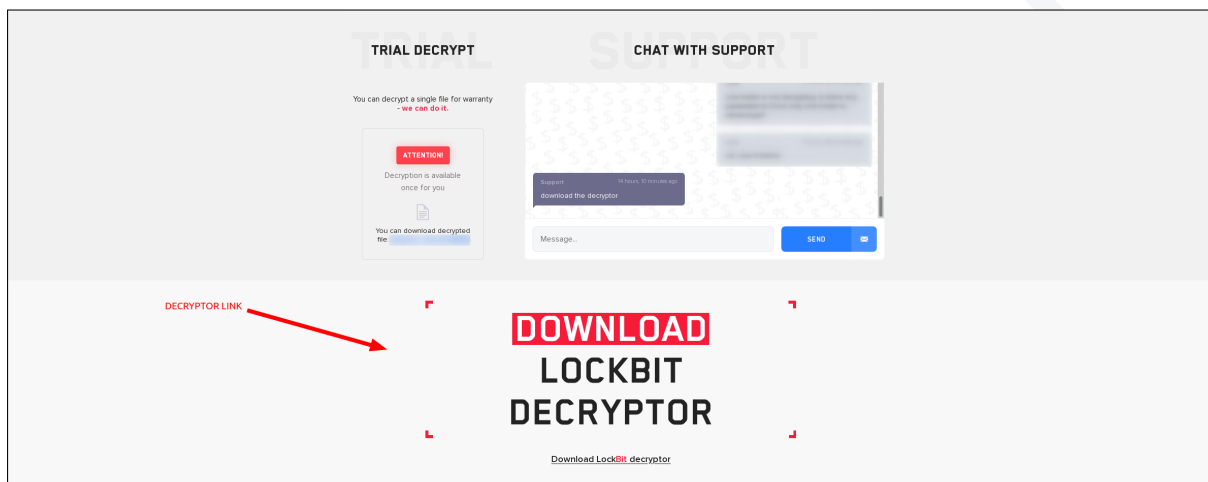 TRIAL
SUPPORT
TRIAL DECRYPT
CHAT WITH SUPPORT
You can decrypt a single file for warranty
- we can do it.
ATTENTION!
Decryption is available
once for you
You can download decrypted
file:
Support 14 hours, 10 minutes ago
download the decryptor
Message..
SEND
DECRYPTOR LINK
DOWNLOAD
LOCKBIT
DECRYPTOR
Download LockBit decryptor